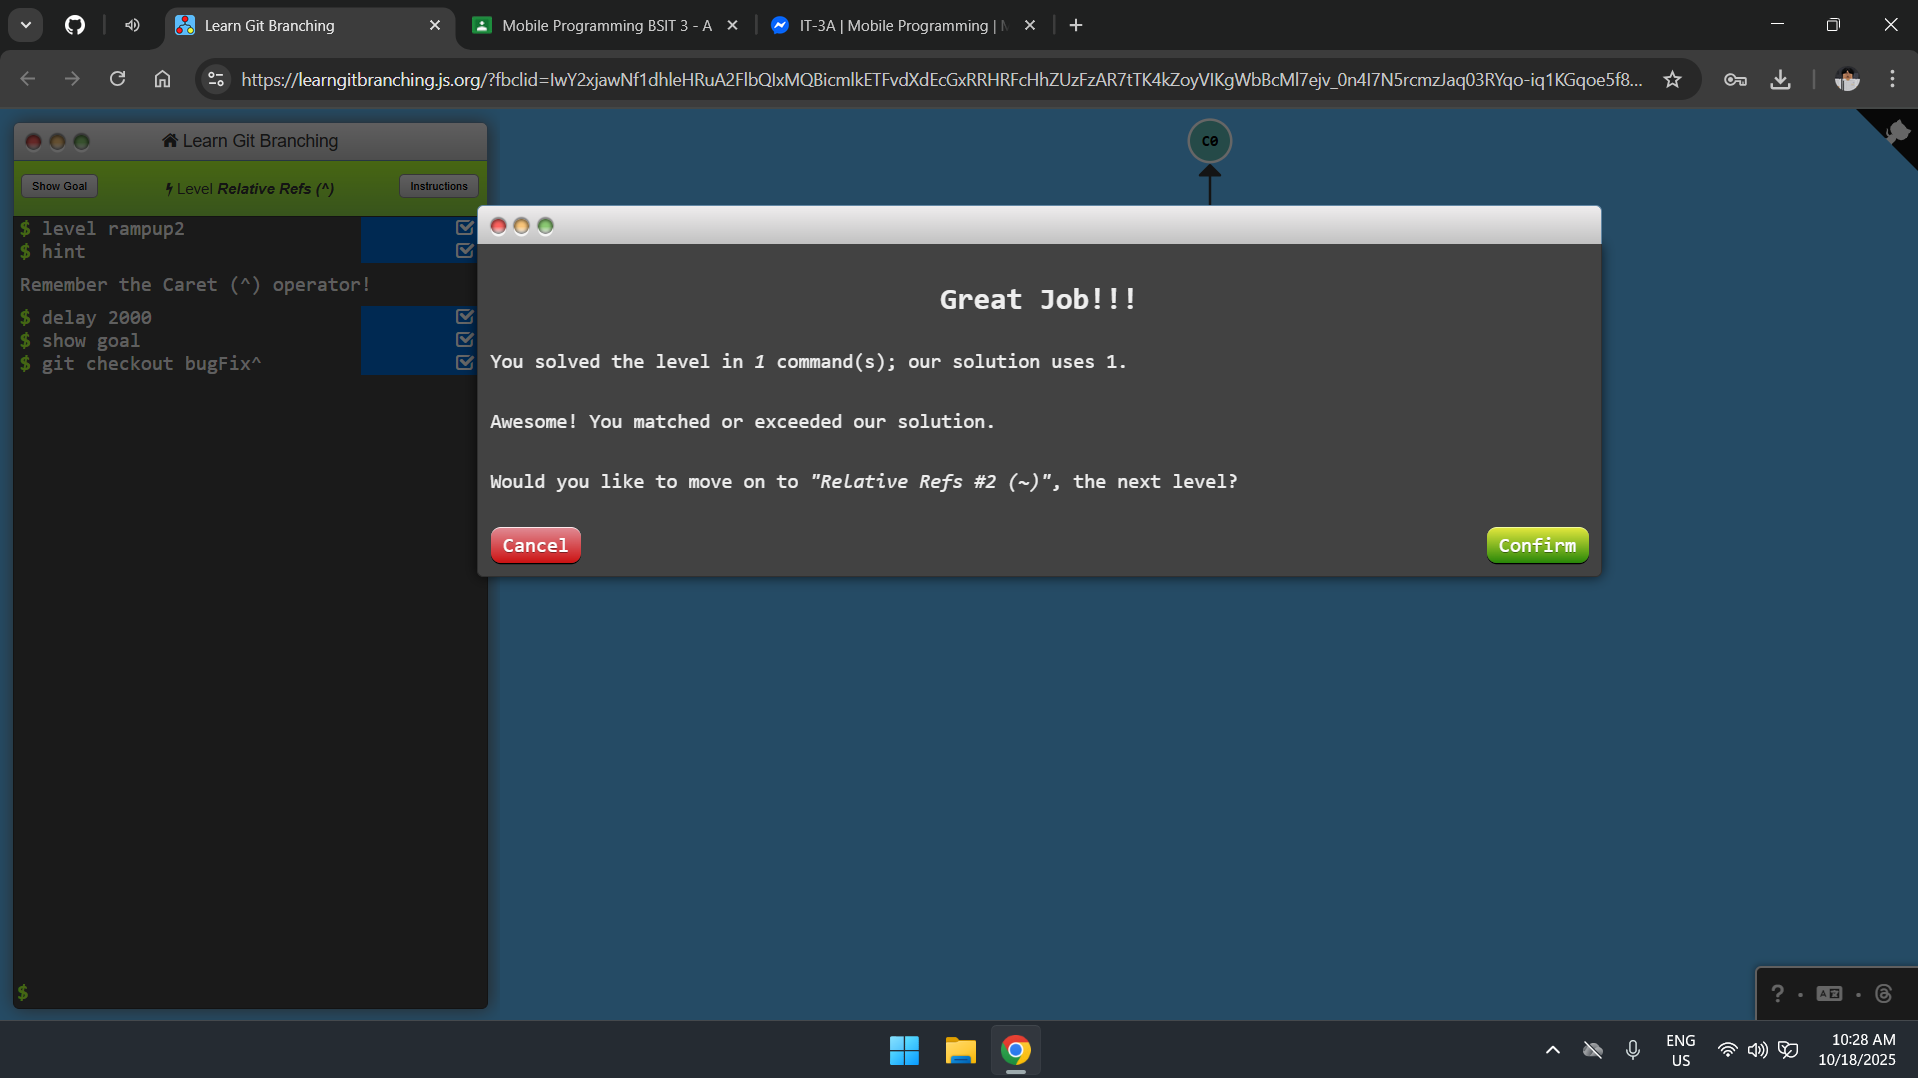 Learn Git Branching
Mobile Programming BSIT 3 - A
IT-3A | Mobile Programming |
https://learngitbranching.js.org/?fbclid=IwY2xjawNf1dhleHRuA2FlbQIxMQBicmlkETFvdXdEcGxRRHRFcHhZUzFzAR7tTK4kZoyVIKgWbBcMl7ejv_0n4I7N5rcmzJaq03RYqo-iq1KGqoe5f8...
Learn Git Branching
Show Goal
Level Relative Refs (^)
Instructions
$ level rampup2
$ hint
Remember the Caret (^) operator!
$ delay 2000
$ show goal
$ git checkout bugFix^
$
C0
Great Job!!!
You solved the level in 1 command(s); our solution uses 1.
Awesome! You matched or exceeded our solution.
Would you like to move on to "Relative Refs #2 (~)", the next level?
Cancel
Confirm
?
ENG
US
10:28 AM
10/18/2025